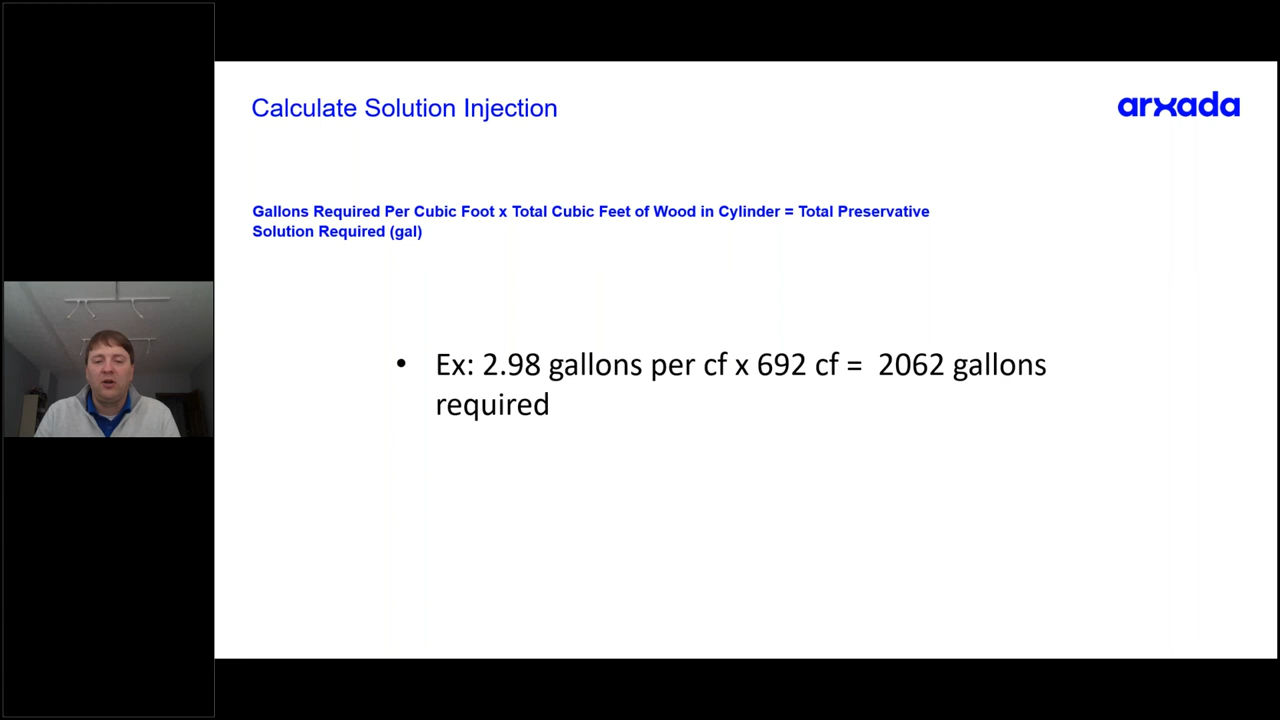 Calculate Solution Injection
arxada
Gallons Required Per Cubic Foot x Total Cubic Feet of Wood in Cylinder = Total Preservative
Solution Required (gal)
• Ex: 2.98 gallons per cf x 692 cf = 2062 gallons
required